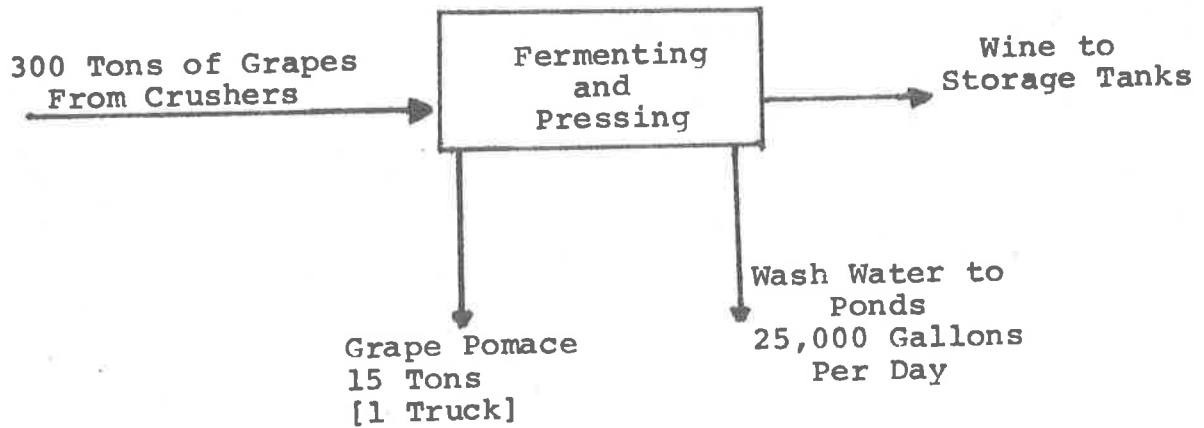 300 Tons of Grapes
From Crushers
Fermenting
and
Pressing
Wine to
Storage Tanks
Grape Pomace
15 Tons
[1 Truck]
Wash Water to
Ponds
25,000 Gallons
Per Day